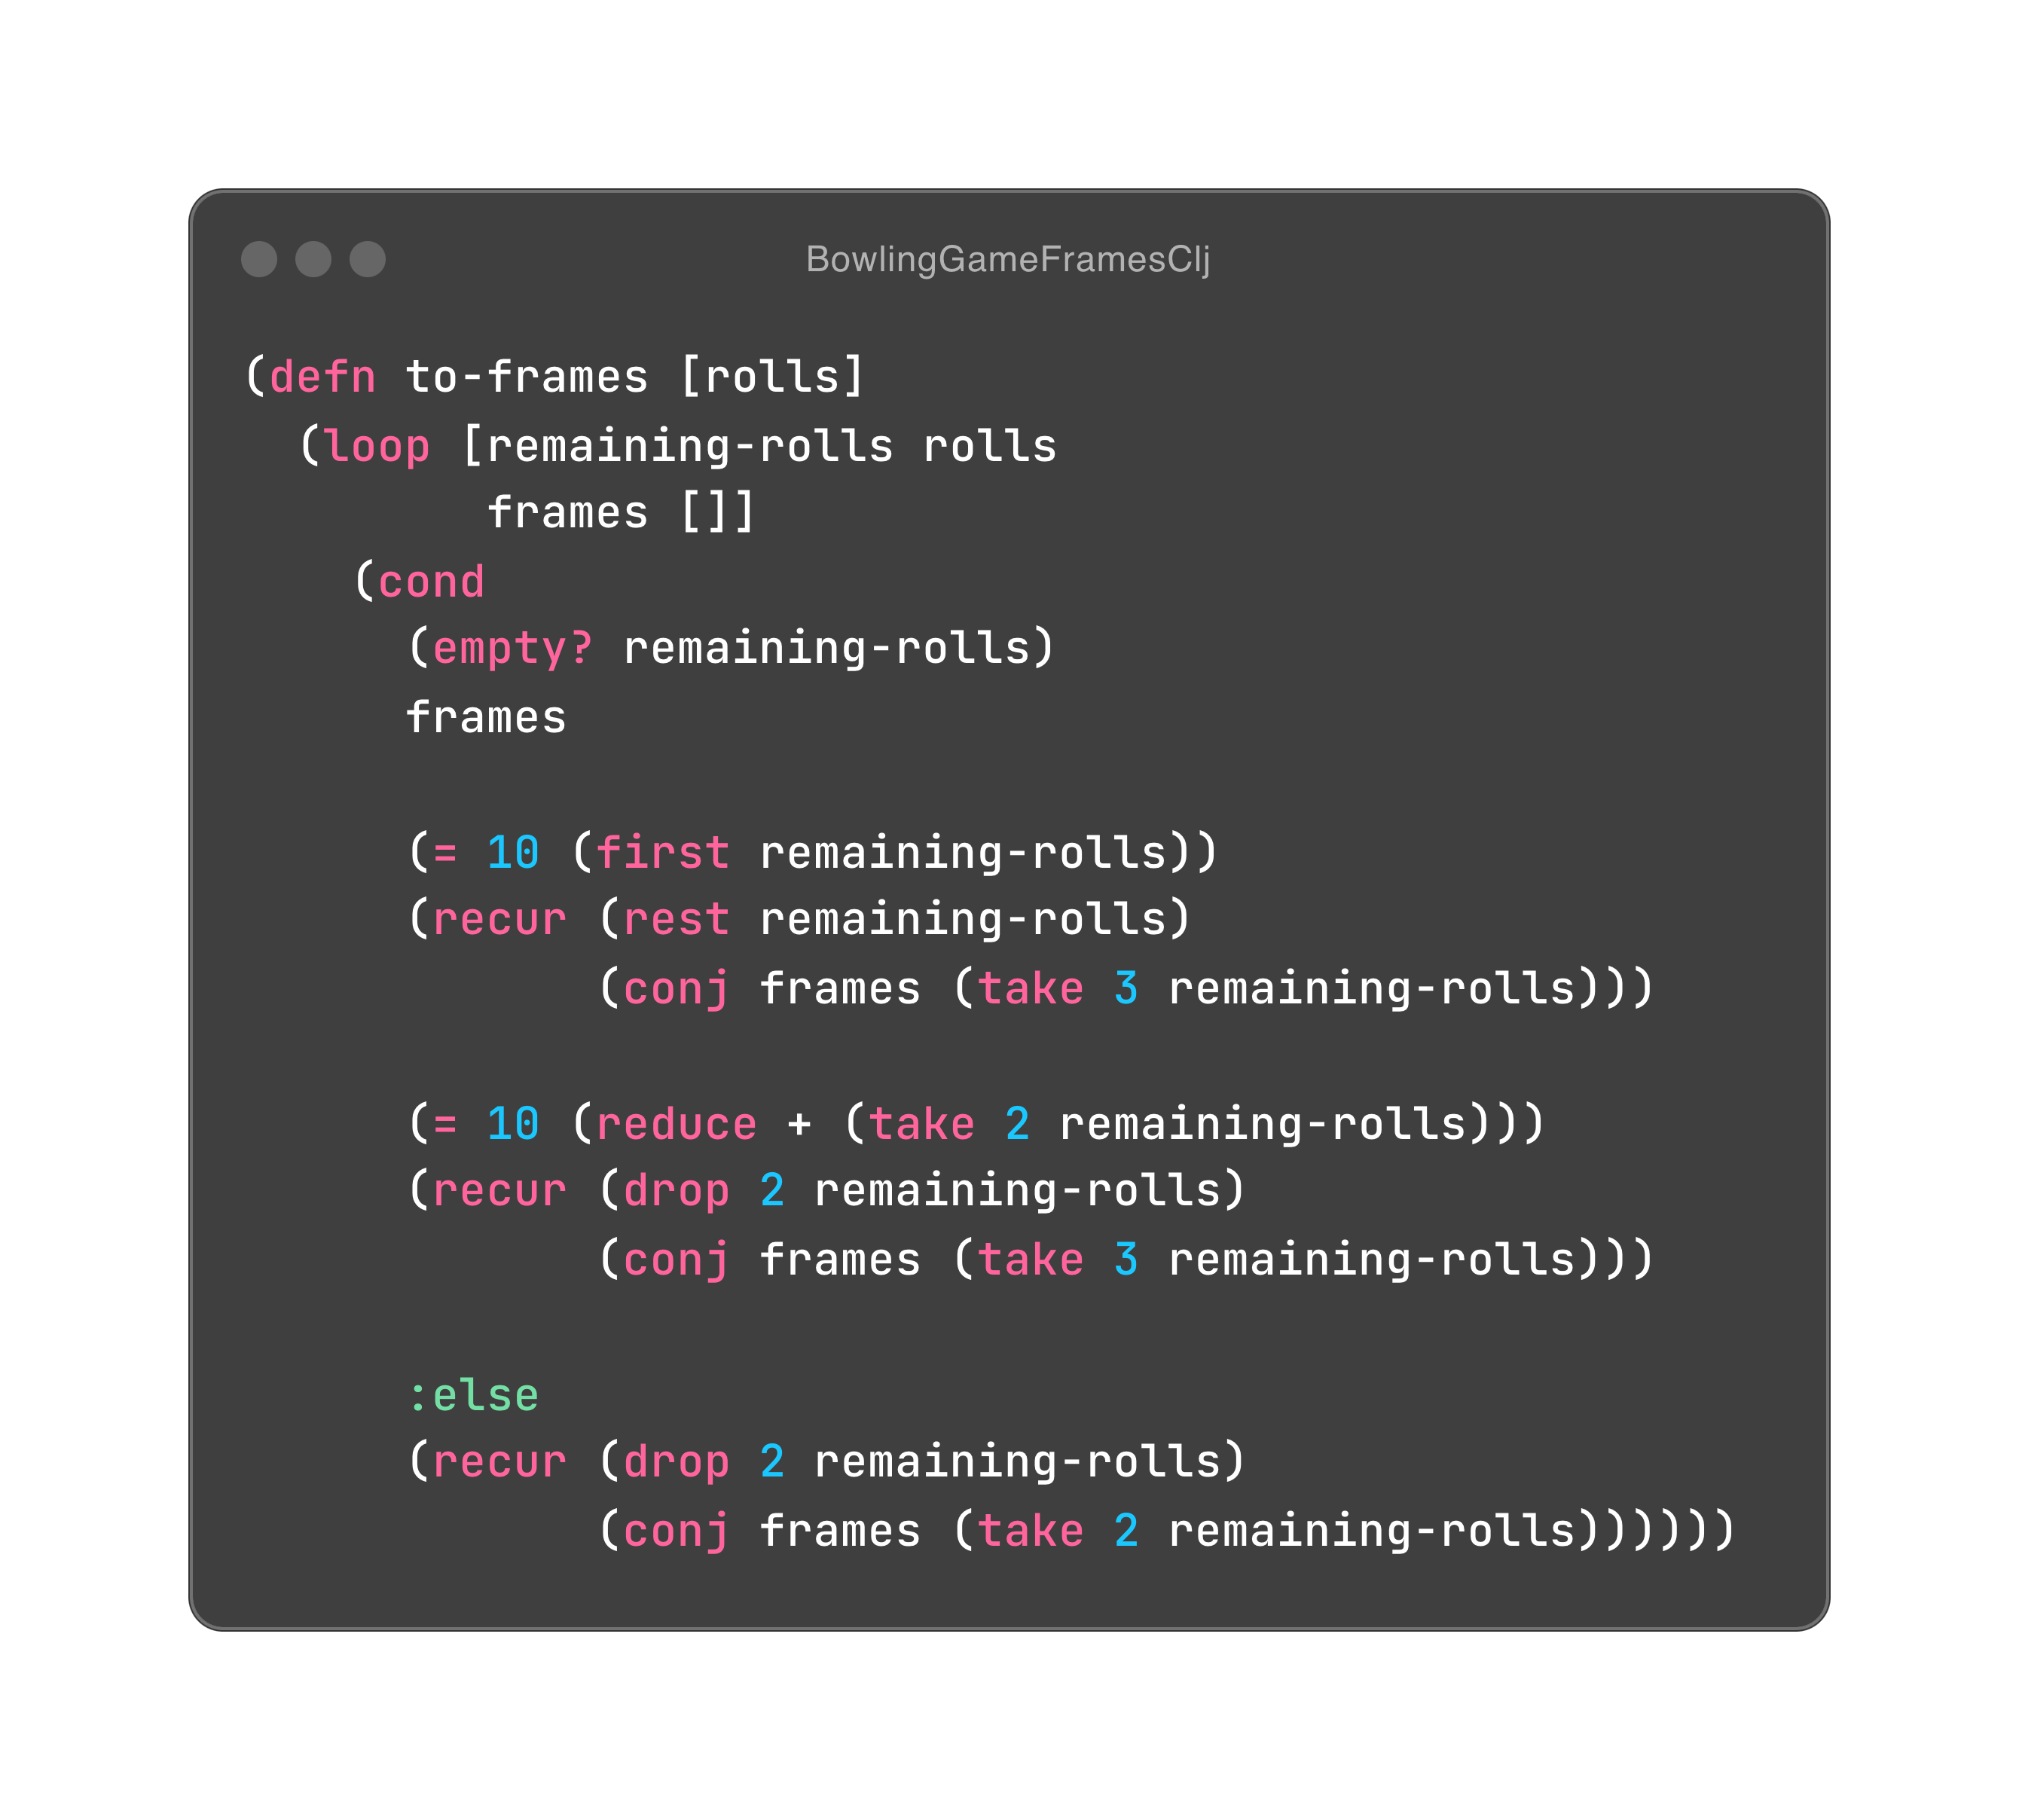 BowlingGameFramesClj
(defn to-frames [rolls]
  (loop [remaining-rolls rolls
         frames []]
    (cond
      (empty? remaining-rolls)
      frames

      (= 10 (first remaining-rolls))
      (recur (rest remaining-rolls)
             (conj frames (take 3 remaining-rolls)))

      (= 10 (reduce + (take 2 remaining-rolls)))
      (recur (drop 2 remaining-rolls)
             (conj frames (take 3 remaining-rolls)))

      :else
      (recur (drop 2 remaining-rolls)
             (conj frames (take 2 remaining-rolls))))))